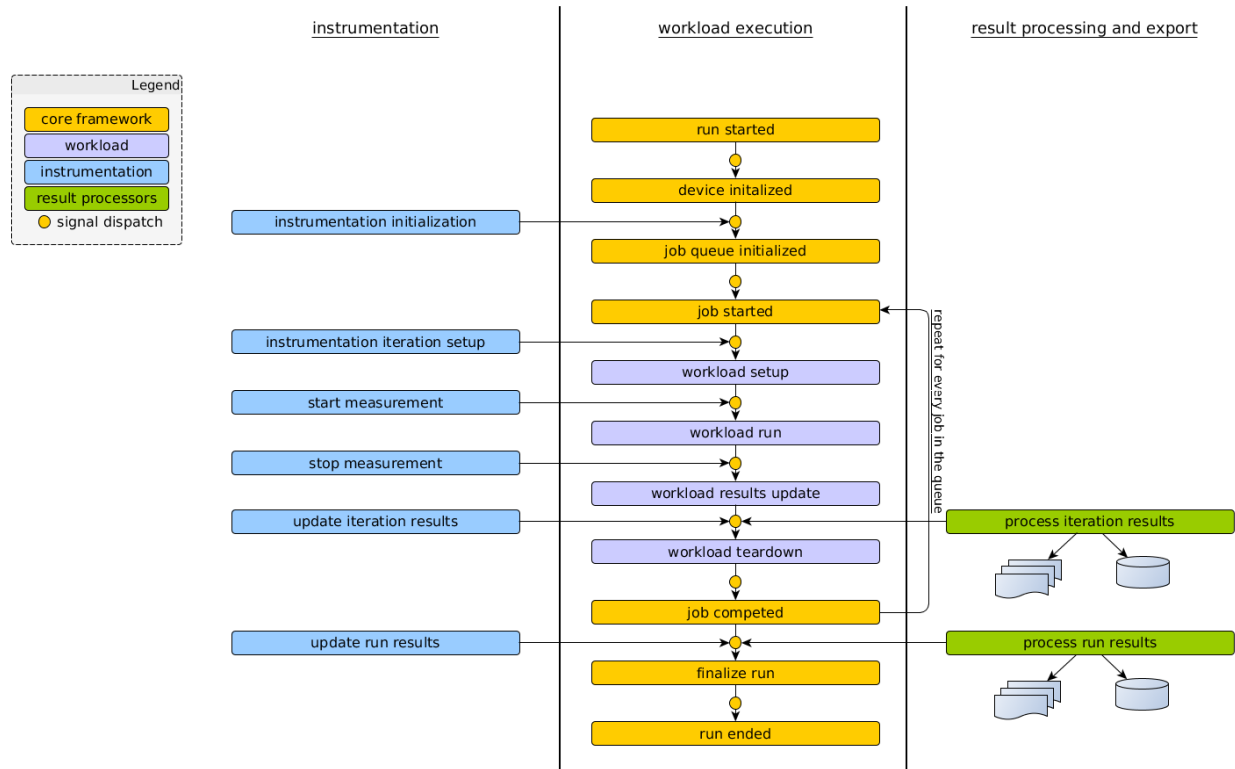 instrumentation
workload execution
result processing and export
Legend
core framework
workload
instrumentation
result processors
signal dispatch
run started
device initalized
instrumentation initialization
job queue initialized
job started
repeat for every job in the queue
instrumentation iteration setup
workload setup
start measurement
workload run
stop measurement
workload results update
update iteration results
process iteration results
workload teardown
job competed
update run results
process run results
finalize run
run ended